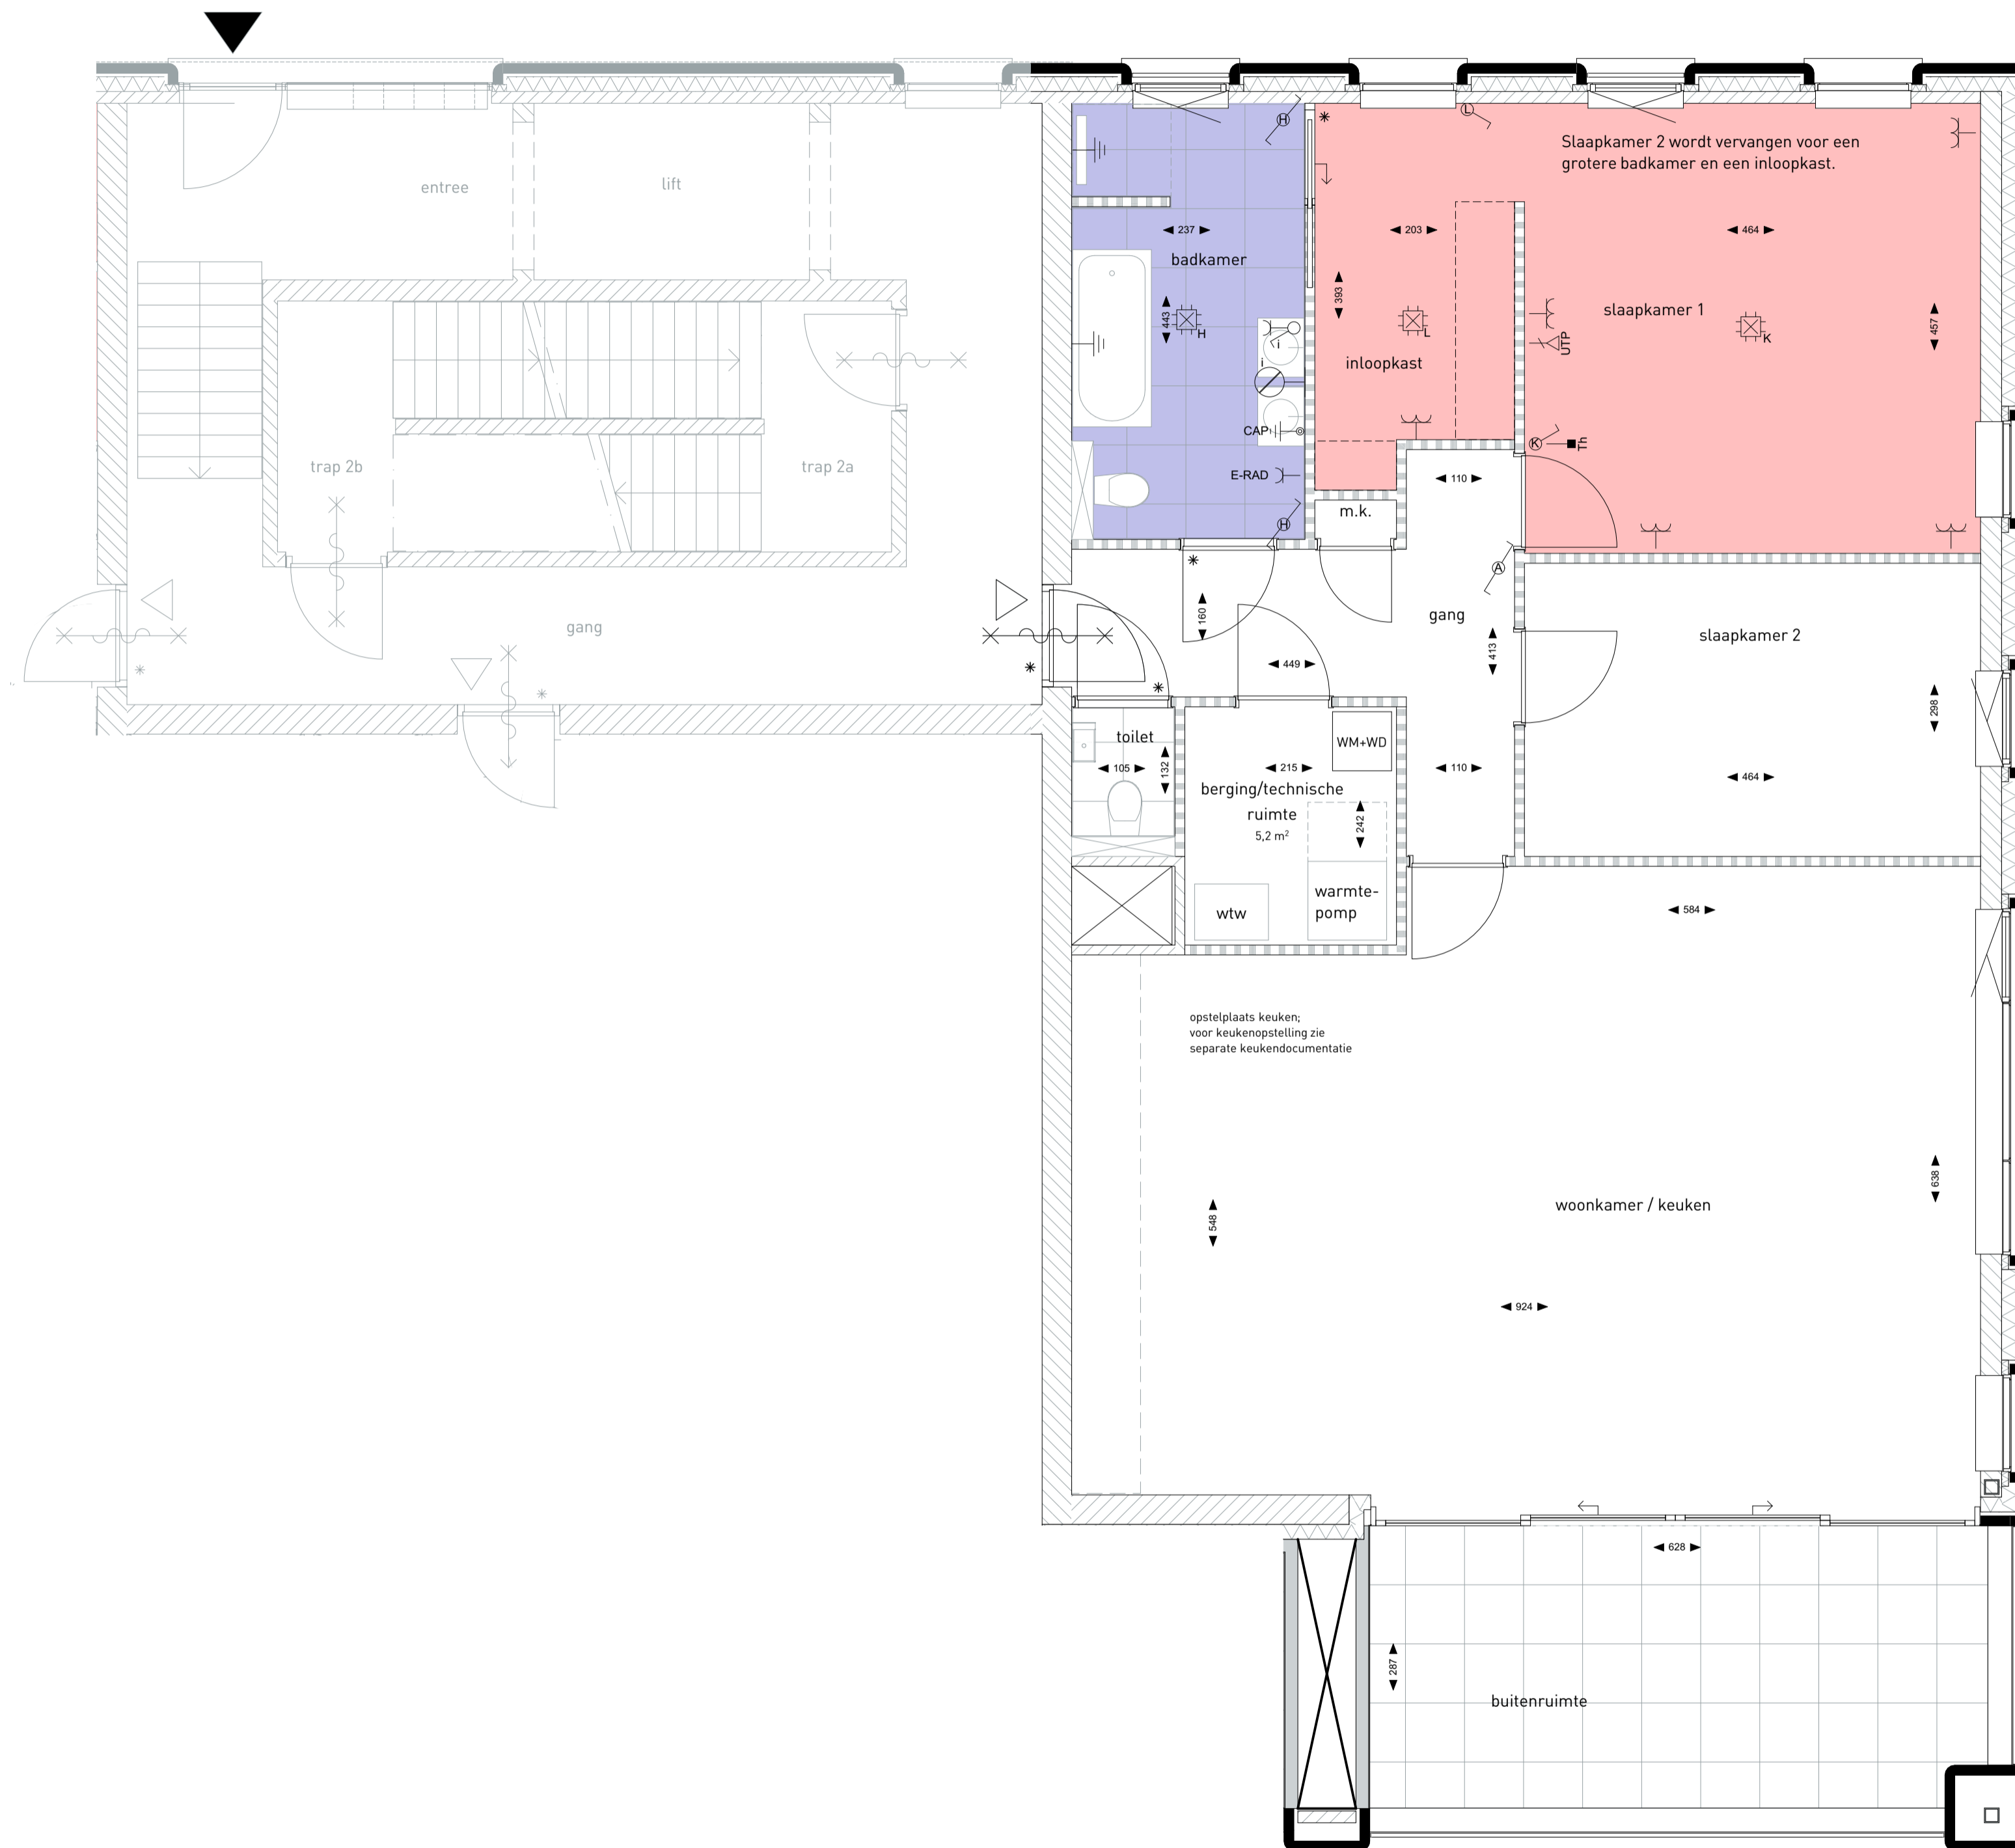 Slaapkamer 2 wordt vervangen voor een
grotere badkamer en een inloopkast.
entree
lift
H
L
237
badkamer
203
464
393
443
H
L
K
457
slaapkamer 1
UTP
inloopkast
i
i
CAP
E-RAD
H
m.k.
K
Th
110
trap 2b
trap 2a
A
gang
160
449
gang
413
slaapkamer 2
298
464
toilet
105
132
215
WM+WD
110
berging/technische
ruimte
5,2 m²
242
wtw
warmte-
pomp
584
opstelplaats keuken;
voor keukenopstelling zie
separate keukendocumentatie
638
548
woonkamer / keuken
924
628
287
buitenruimte